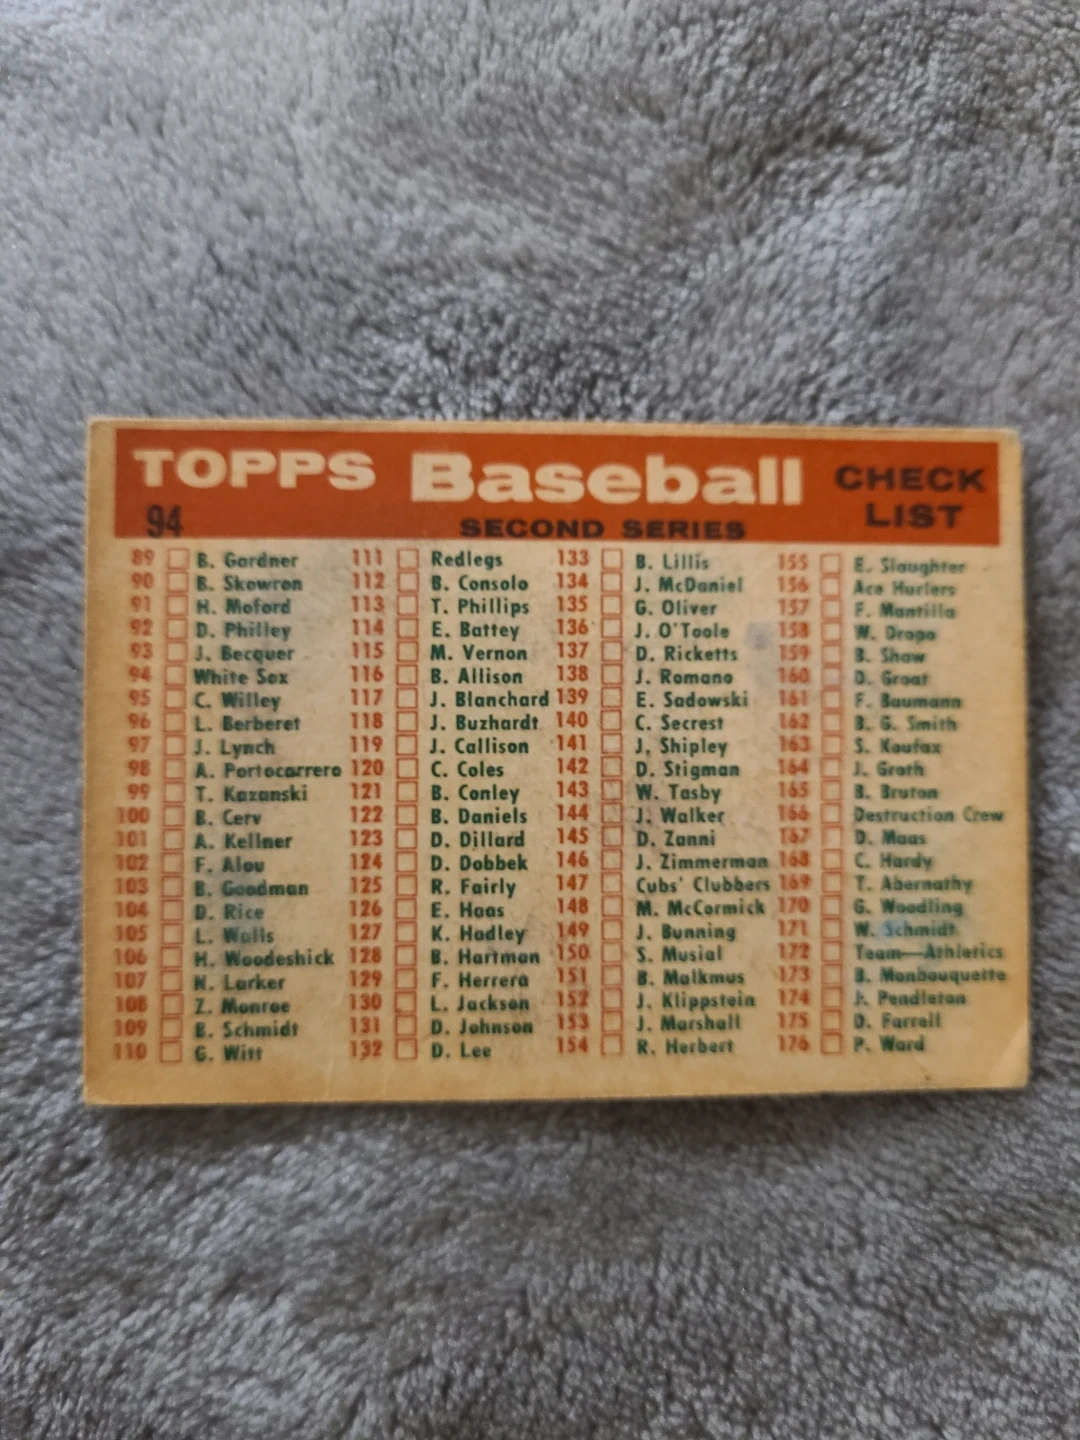 TOPPS Baseball CHECK LIST
94 SECOND SERIES
89 B. Gardner
90 B. Skowron
91 H. Moford
92 D. Philley
93 J. Becquer
94 White Sox
95 C. Willey
96 L. Berberet
97 J. Lynch
98 A. Portocarrero
99 T. Kazanski
100 B. Cerv
101 A. Kellner
102 F. Alou
103 B. Goodman
104 D. Rice
105 L. Walls
106 H. Woodeshick
107 N. Larker
108 Z. Monroe
109 B. Schmidt
110 G. Witt
111 Redlegs
112 B. Consolo
113 T. Phillips
114 E. Battey
115 M. Vernon
116 B. Allison
117 J. Blanchard
118 J. Buzhardt
119 J. Callison
120 C. Coles
121 B. Conley
122 B. Daniels
123 D. Dillard
124 D. Dobbek
125 R. Fairly
126 E. Haas
127 K. Hadley
128 B. Hartman
129 F. Herrera
130 L. Jackson
131 D. Johnson
132 D. Lee
133 B. Lillis
134 J. McDaniel
135 G. Oliver
136 J. O'Toole
137 D. Ricketts
138 J. Romano
139 E. Sadowski
140 C. Secrest
141 J. Shipley
142 D. Stigman
143 W. Tasby
144 J. Walker
145 D. Zanni
146 J. Zimmerman
147 Cubs' Clubbers
148 M. McCormick
149 J. Bunning
150 S. Musial
151 B. Malkmus
152 J. Klippstein
153 J. Marshall
154 R. Herbert
155 E. Slaughter
156 Ace Hurlers
157 F. Mantilla
158 W. Dropo
159 B. Shaw
160 D. Groat
161 F. Baumann
162 B. G. Smith
163 S. Koufax
164 J. Groth
165 B. Bruton
166 Destruction Crew
167 D. Maas
168 C. Hardy
169 T. Abernathy
170 G. Woodling
171 W. Schmidt
172 Team—Athletics
173 B. Monbouquette
174 J. Pendleton
175 D. Farrell
176 P. Ward